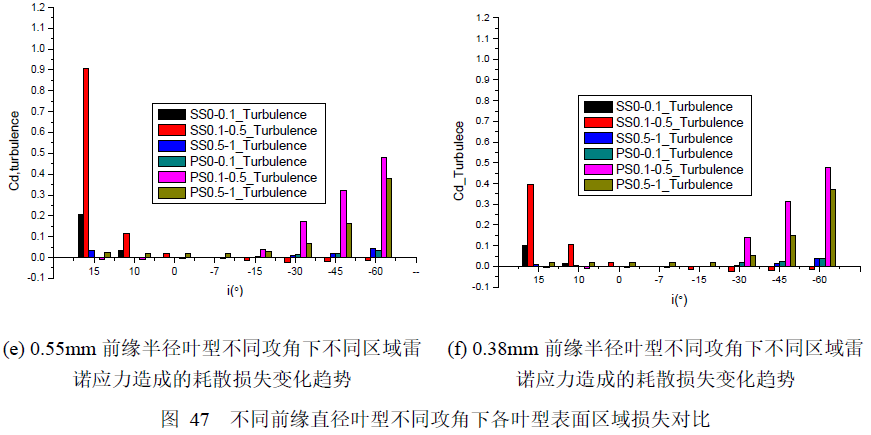 1.2
1.1
1.0
0.9
0.8
0.7
0.6
0.5
0.4
0.3
0.2
0.1
0.0
-0.1
Cd.turbulence
SS0-0.1_Turbulence
SS0.1-0.5_Turbulence
SS0.5-1_Turbulence
PS0-0.1_Turbulence
PS0.1-0.5_Turbulence
PS0.5-1_Turbulence
15 10 0 -7 -15 -30 -45 -60 --
i(°)
1.2
1.1
1.0
0.9
0.8
0.7
0.6
0.5
0.4
0.3
0.2
0.1
0.0
-0.1
Cd_Turbulece
SS0-0.1_Turbulence
SS0.1-0.5_Turbulence
SS0.5-1_Turbulence
PS0-0.1_Turbulence
PS0.1-0.5_Turbulence
PS0.5-1_Turbulence
15 10 0 -7 -15 -30 -45 -60
i(°)
(e) 0.55mm 前缘半径叶型不同攻角下不同区域雷
诺应力造成的耗散损失变化趋势
(f) 0.38mm 前缘半径叶型不同攻角下不同区域雷
诺应力造成的耗散损失变化趋势
图 47 不同前缘直径叶型不同攻角下各叶型表面区域损失对比